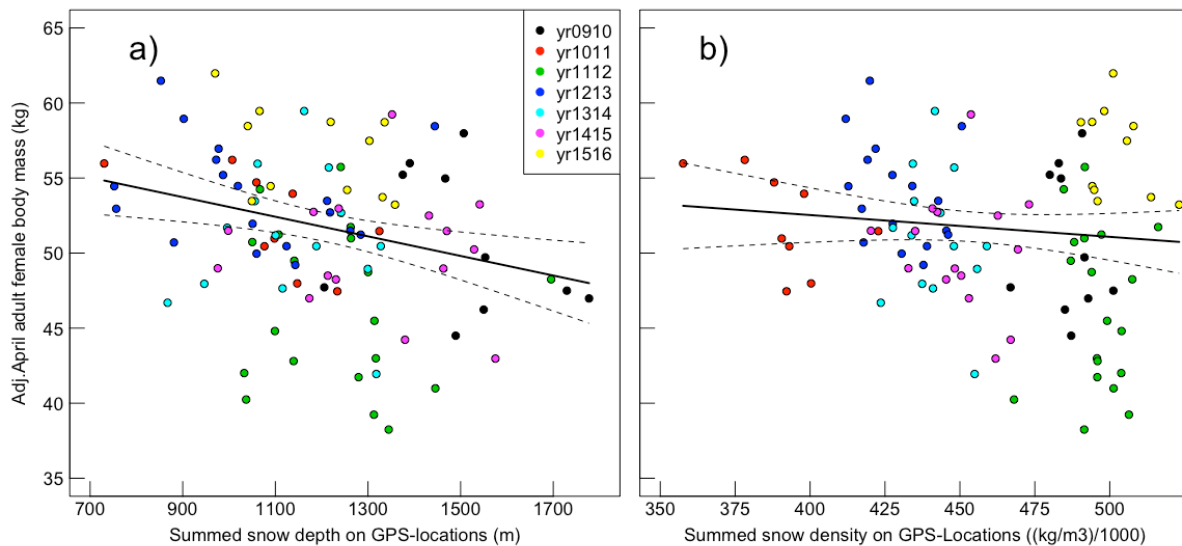 a)
yr0910
yr1011
yr1112
yr1213
yr1314
yr1415
yr1516
b)
Adj.April adult female body mass (kg)
65
60
55
50
45
40
35
700 900 1100 1300 1500 1700
Summed snow depth on GPS-locations (m)
350 375 400 425 450 475 500
Summed snow density on GPS-Locations ((kg/m3)/1000)